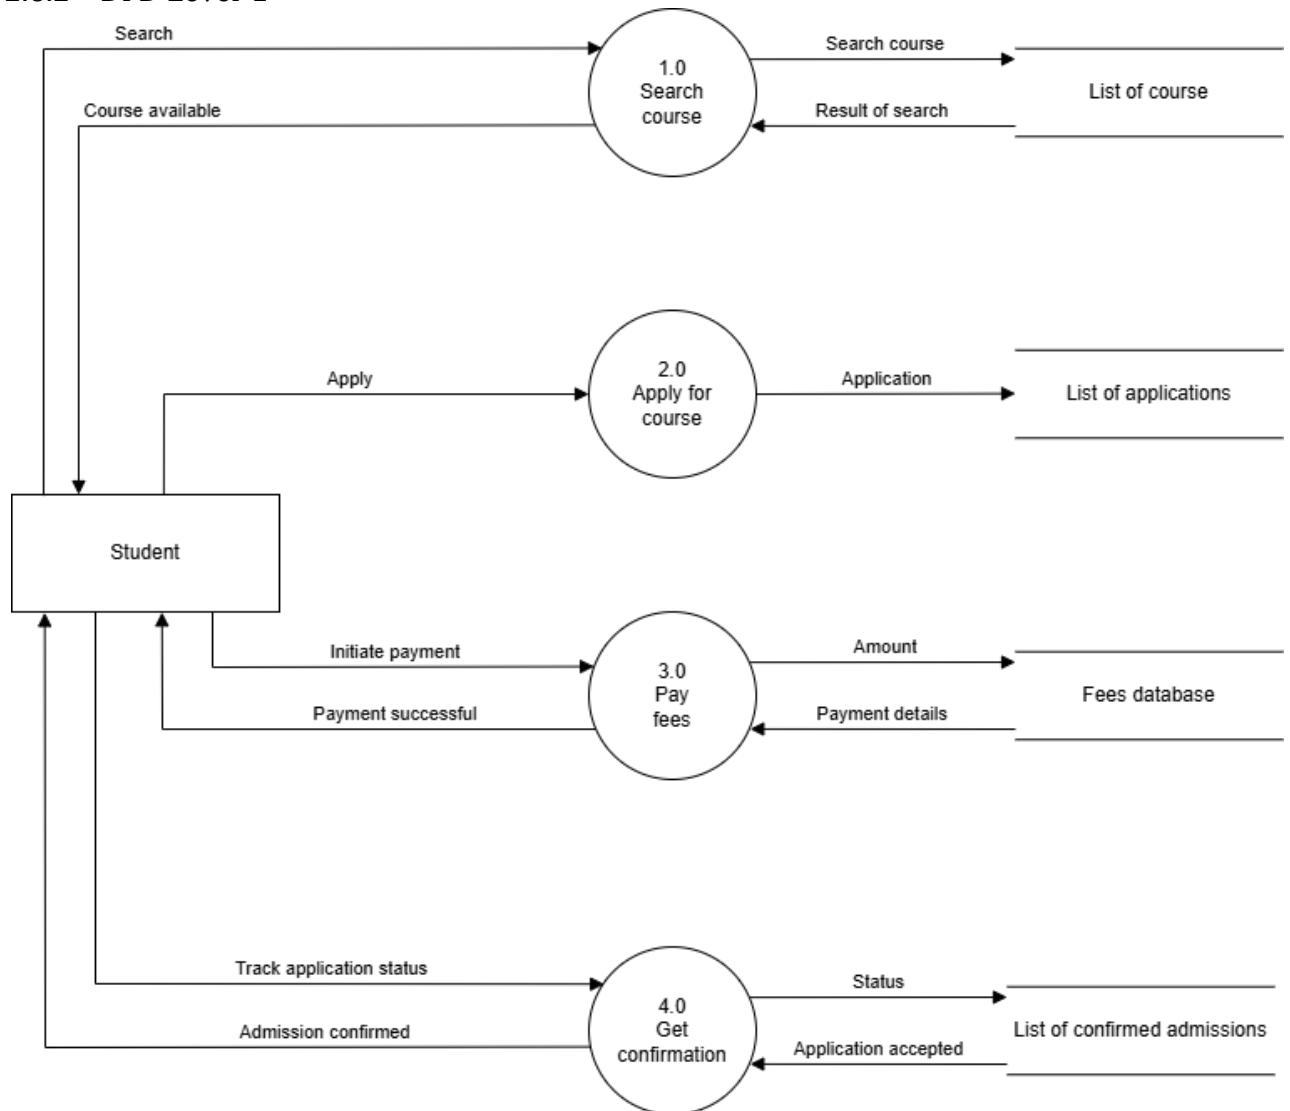 Search
Search course
1.0
Search
course
List of course
Course available
Result of search
2.0
Apply for
course
Apply
Application
List of applications
Student
Initiate payment
Amount
3.0
Pay
fees
Fees database
Payment successful
Payment details
Track application status
Status
4.0
Get
confirmation
List of confirmed admissions
Admission confirmed
Application accepted